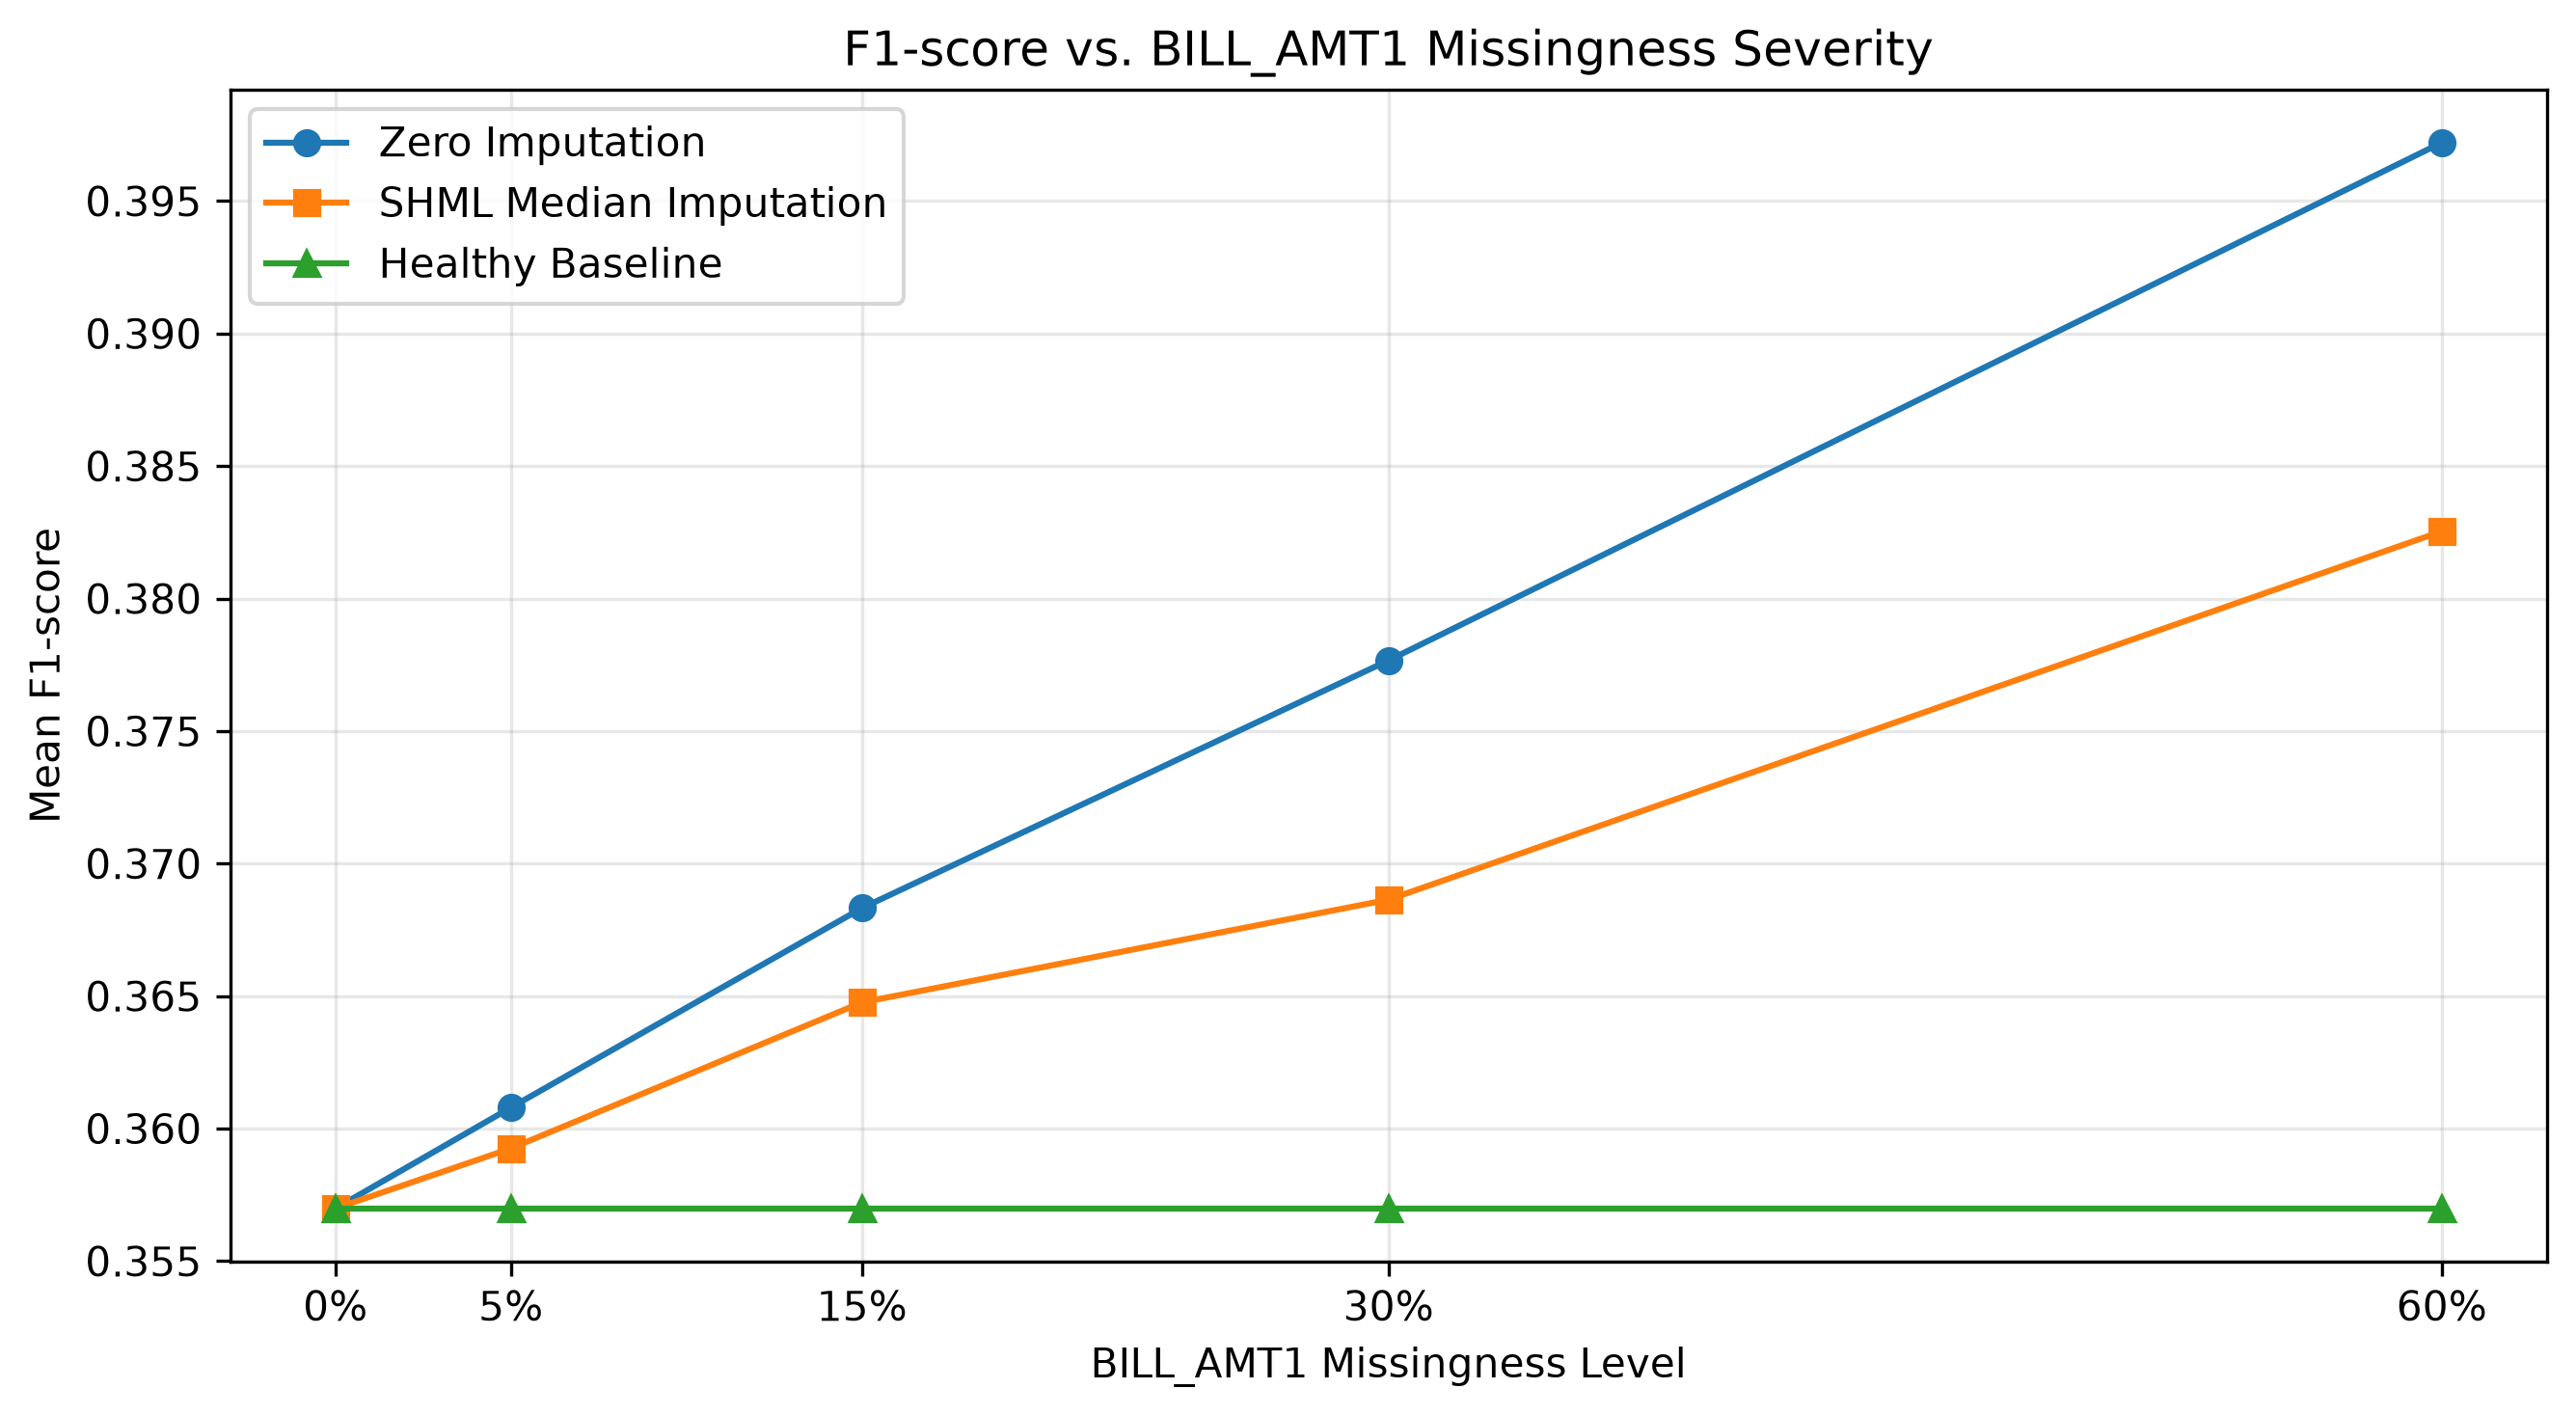 F1-score vs. BILL_AMT1 Missingness Severity
Zero Imputation
SHML Median Imputation
Healthy Baseline
0.395
0.390
0.385
0.380
0.375
0.370
0.365
0.360
0.355
Mean F1-score
0% 5% 15% 30% 60%
BILL_AMT1 Missingness Level